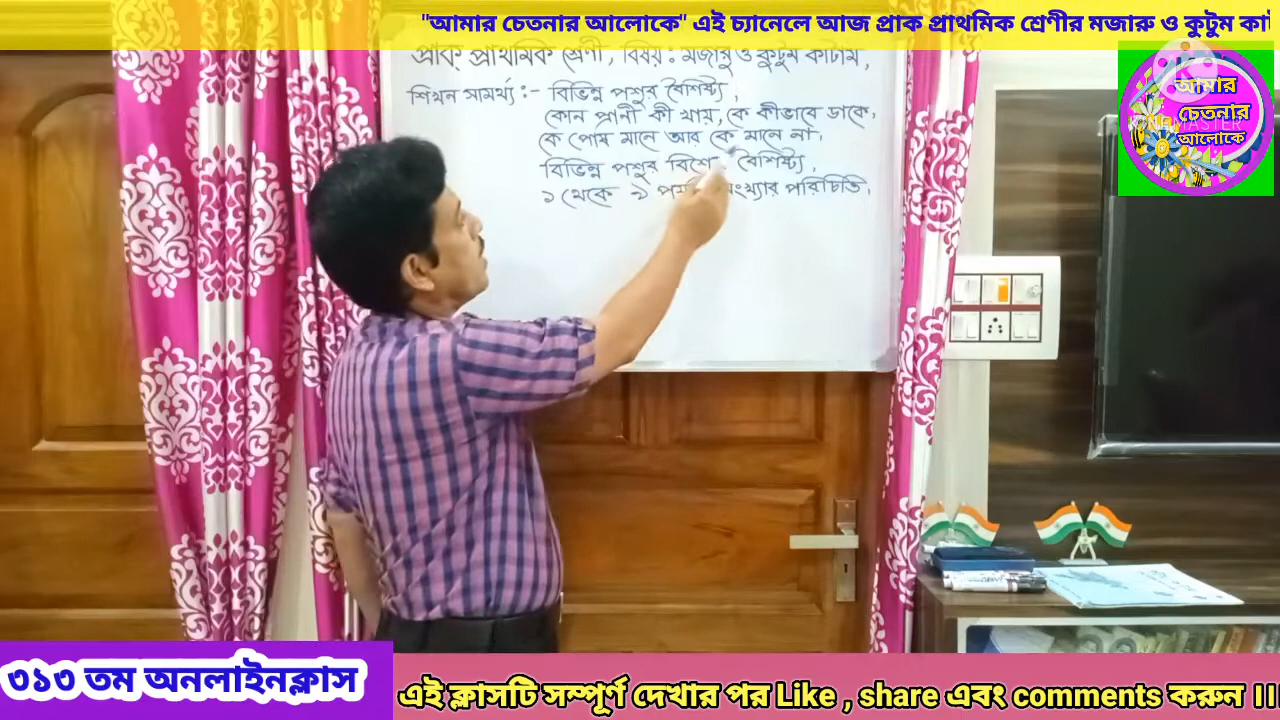 "আমার চেতনার আলোকে" এই চ্যানেলে আজ প্রাক প্রাথমিক শ্রেণীর মজারু ও কুটুম
প্রাক্ প্রাথমিক শ্রেণী, বিষয় : মজারু ও কুটুম কাটাম,
শিখন সামর্থ্য :- বিভিন্ন পশুর বৈশিষ্ট্য,
কোন প্রানী কী খায়, কে কীভাবে ডাকে,
কে পোষ মানে আর কে মানে না,
বিভিন্ন পশুর বৈশিষ্ট্য,
১ থেকে ৯ পরিচিতি,
আমার
চেতনার
আলোকে
৩১৩ তম অনলাইনক্লাস
এই ক্লাসটি সম্পূর্ণ দেখার পর Like , share এবং comments করুন ।।